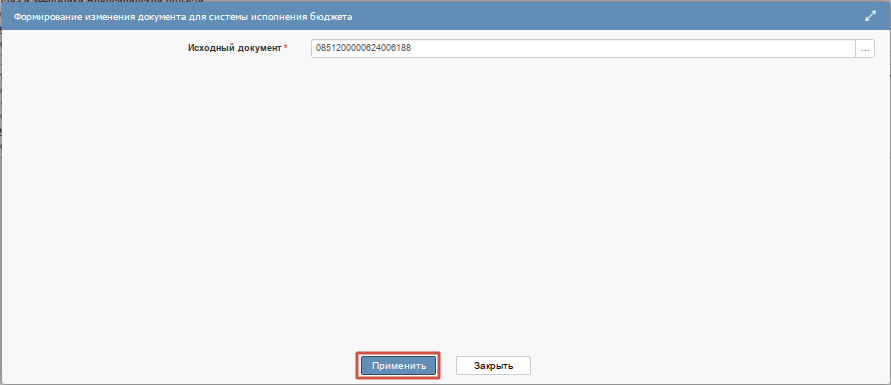 Формирование изменения документа для системы исполнения бюджета
Исходный документ * 0851200000624006188 ...
Применить Закрыть